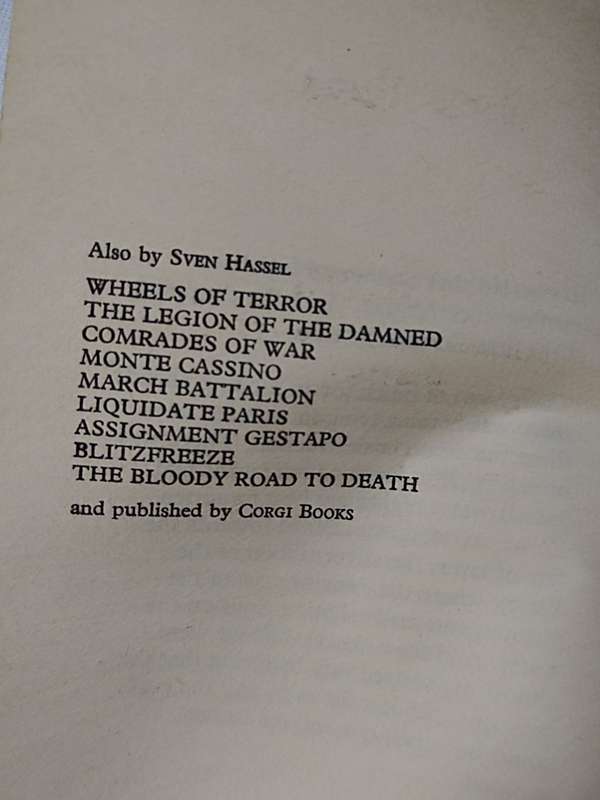 Also by SVEN HASSEL
WHEELS OF TERROR
THE LEGION OF THE DAMNED
COMRADES OF WAR
MONTE CASSINO
MARCH BATTALION
LIQUIDATE PARIS
ASSIGNMENT GESTAPO
BLITZFREEZE
THE BLOODY ROAD TO DEATH
and published by CORGI BOOKS